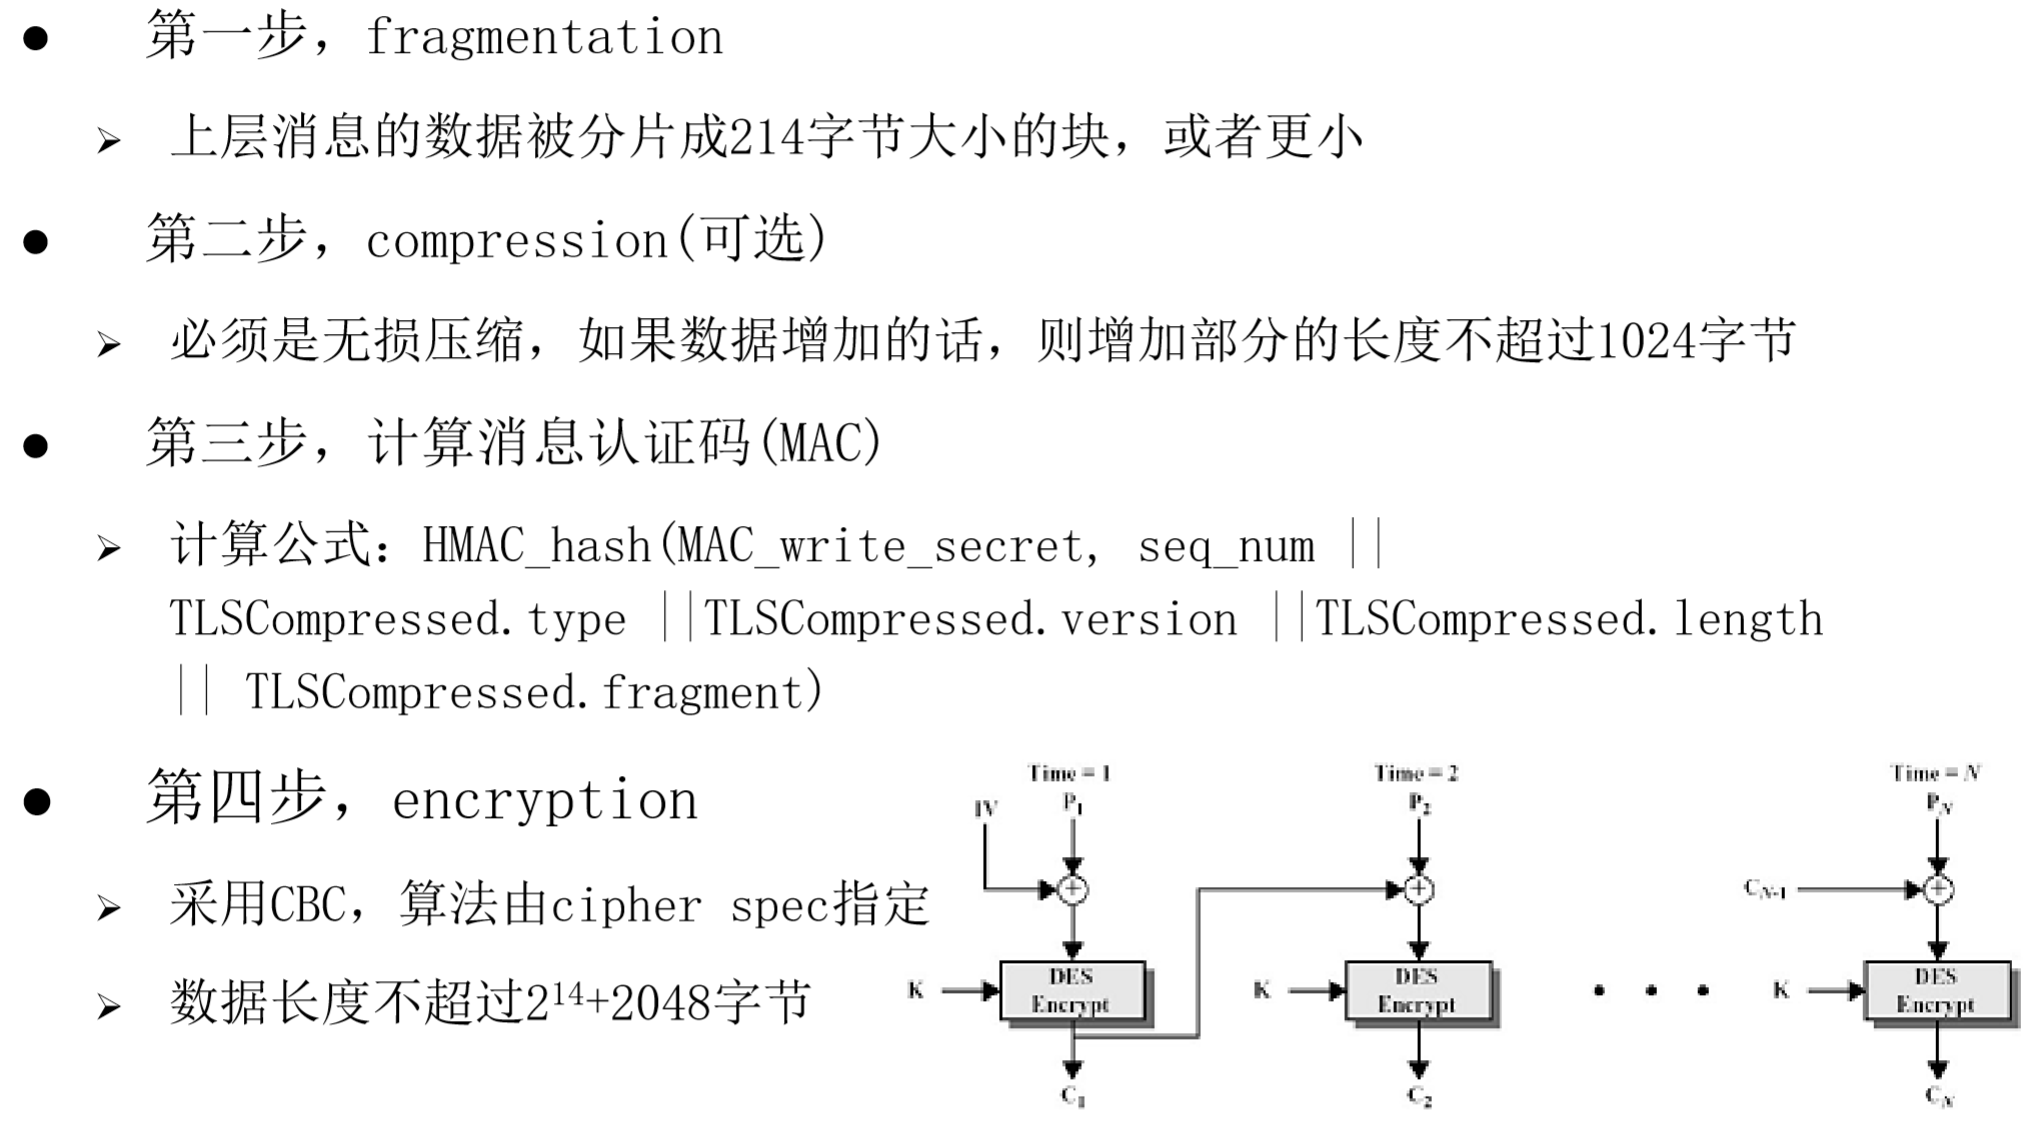 ● 第一步，fragmentation
➢ 上层消息的数据被分片成214字节大小的块，或者更小
● 第二步，compression(可选)
➢ 必须是无损压缩，如果数据增加的话，则增加部分的长度不超过1024字节
● 第三步，计算消息认证码(MAC)
➢ 计算公式：HMAC_hash(MAC_write_secret, seq_num ||
TLSCompressed.type ||TLSCompressed.version ||TLSCompressed.length
|| TLSCompressed.fragment)
● 第四步，encryption
➢ 采用CBC，算法由cipher spec指定
➢ 数据长度不超过2¹⁴+2048字节
Time = 1
IV
P₁
K
DES
Encrypt
C₁
Time = 2
P₂
K
DES
Encrypt
C₂
• • •
Time = N
P_N
C_N-1
K
DES
Encrypt
C_N